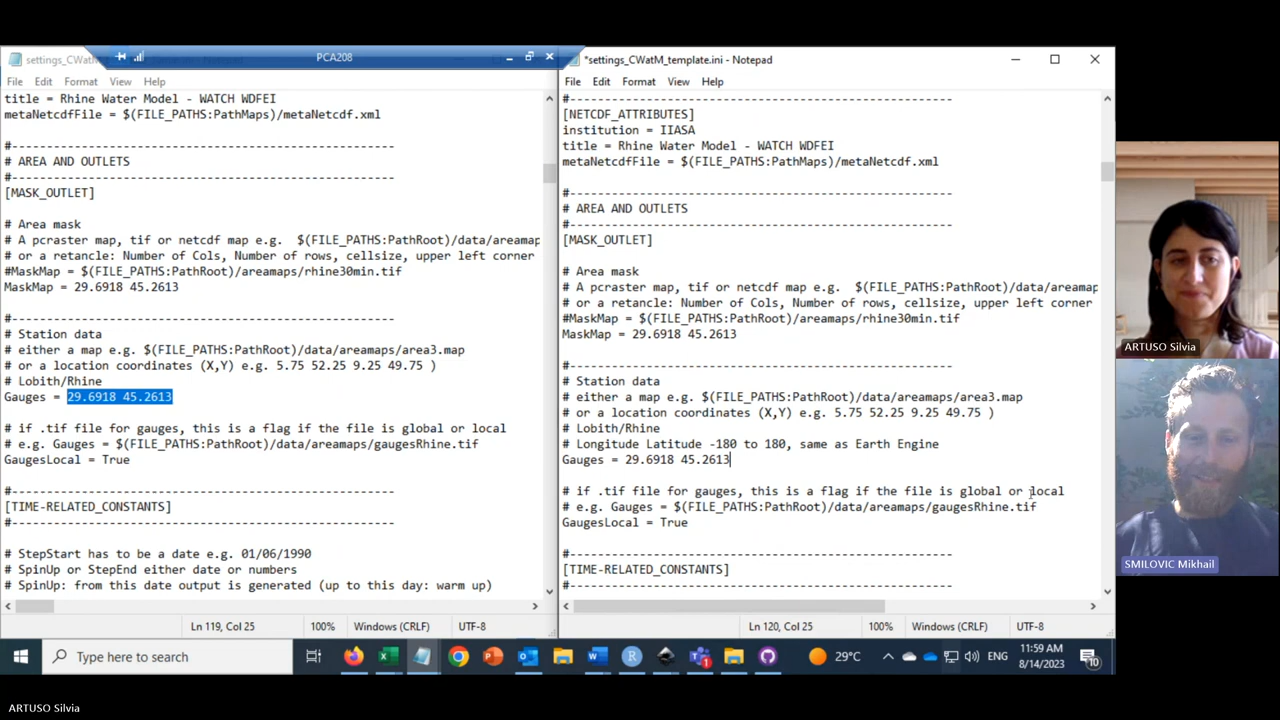 settings_CWatM
PCA208
File Edit Format View Help
title = Rhine Water Model - WATCH WDFEI
metaNetcdfFile = $(FILE_PATHS:PathMaps)/metaNetcdf.xml
#-------------------------------------------------------
# AREA AND OUTLETS
#-------------------------------------------------------
[MASK_OUTLET]
# Area mask
# A pcraster map, tif or netcdf map e.g.  $(FILE_PATHS:PathRoot)/data/areamap
# or a retancle: Number of Cols, Number of rows, cellsize, upper left corner
#MaskMap = $(FILE_PATHS:PathRoot)/areamaps/rhine30min.tif
MaskMap = 29.6918 45.2613
#-------------------------------------------------------
# Station data
# either a map e.g. $(FILE_PATHS:PathRoot)/data/areamaps/area3.map
# or a location coordinates (X,Y) e.g. 5.75 52.25 9.25 49.75 )
# Lobith/Rhine
Gauges = 29.6918 45.2613
# if .tif file for gauges, this is a flag if the file is global or local
# e.g. Gauges = $(FILE_PATHS:PathRoot)/data/areamaps/gaugesRhine.tif
GaugesLocal = True
#-------------------------------------------------------
[TIME-RELATED_CONSTANTS]
#-------------------------------------------------------
# StepStart has to be a date e.g. 01/06/1990
# SpinUp or StepEnd either date or numbers
# SpinUp: from this date output is generated (up to this day: warm up)
Ln 119, Col 25 100% Windows (CRLF) UTF-8
*settings_CWatM_template.ini - Notepad
File Edit Format View Help
#-------------------------------------------------------
[NETCDF_ATTRIBUTES]
institution = IIASA
title = Rhine Water Model - WATCH WDFEI
metaNetcdfFile = $(FILE_PATHS:PathMaps)/metaNetcdf.xml
#-------------------------------------------------------
# AREA AND OUTLETS
#-------------------------------------------------------
[MASK_OUTLET]
# Area mask
# A pcraster map, tif or netcdf map e.g.  $(FILE_PATHS:PathRoot)/data/areamap
# or a retancle: Number of Cols, Number of rows, cellsize, upper left corner
#MaskMap = $(FILE_PATHS:PathRoot)/areamaps/rhine30min.tif
MaskMap = 29.6918 45.2613
#-------------------------------------------------------
# Station data
# either a map e.g. $(FILE_PATHS:PathRoot)/data/areamaps/area3.map
# or a location coordinates (X,Y) e.g. 5.75 52.25 9.25 49.75 )
# Lobith/Rhine
# Longitude Latitude -180 to 180, same as Earth Engine
Gauges = 29.6918 45.2613
# if .tif file for gauges, this is a flag if the file is global or local
# e.g. Gauges = $(FILE_PATHS:PathRoot)/data/areamaps/gaugesRhine.tif
GaugesLocal = True
#-------------------------------------------------------
[TIME-RELATED_CONSTANTS]
#-------------------------------------------------------
Ln 120, Col 25 100% Windows (CRLF) UTF-8
ARTUSO Silvia
SMILOVIC Mikhail
Type here to search
29°C
ENG
11:59 AM
8/14/2023
10
ARTUSO Silvia